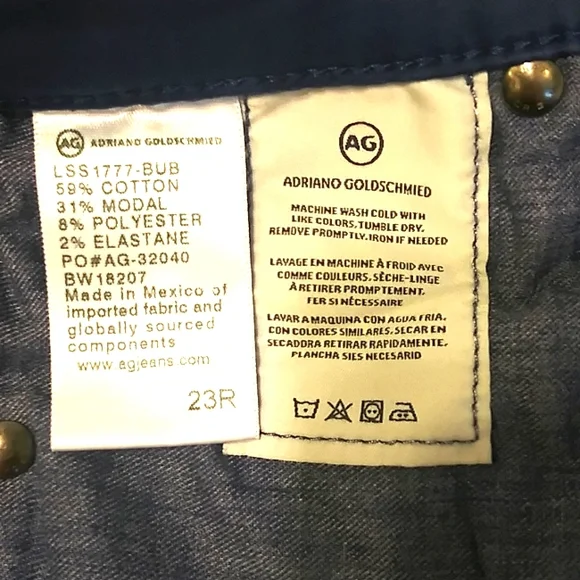 AG ADRIANO GOLDSCHMIED
LSS1777-BUB
59% COTTON
31% MODAL
8% POLYESTER
2% ELASTANE
PO#AG-32040
BW18207
Made in Mexico of
imported fabric and
globally sourced
components
www.agjeans.com
23R
AG
ADRIANO GOLDSCHMIED
MACHINE WASH COLD WITH
LIKE COLORS, TUMBLE DRY.
REMOVE PROMPTLY. IRON IF NEEDED
LAVAGE EN MACHINE À FROID AVEC
COMME COULEURS. SÈCHE-LINGE
À RETIRER PROMPTEMENT.
FER SI NÉCESSAIRE
LAVAR A MAQUINA CON AGUA FRIA,
CON COLORES SIMILARES. SECAR EN
SECADORA RETIRAR RAPIDAMENTE.
PLANCHA SIES NECESARID